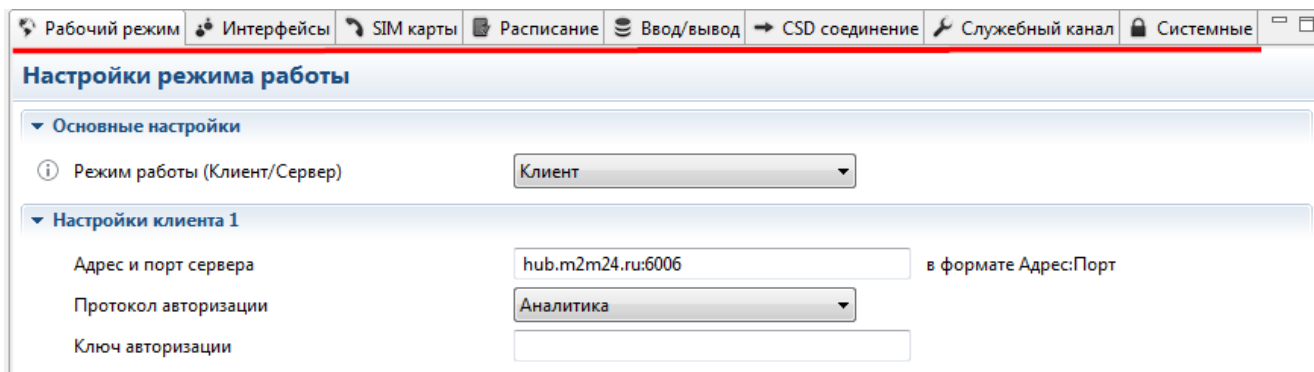 Рабочий режим Интерфейсы SIM карты Расписание Ввод/вывод CSD соединение Служебный канал Системные
Настройки режима работы
Основные настройки
Режим работы (Клиент/Сервер) Клиент
Настройки клиента 1
Адрес и порт сервера hub.m2m24.ru:6006 в формате Адрес:Порт
Протокол авторизации Аналитика
Ключ авторизации